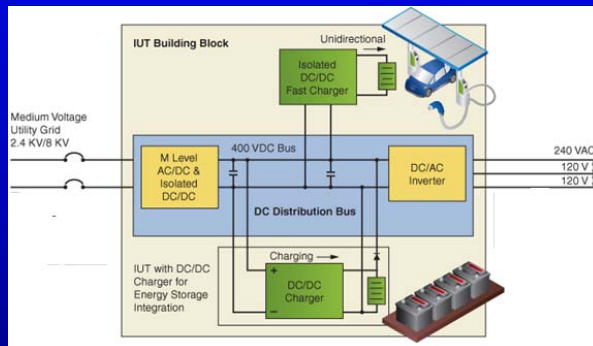 IUT Building Block
Unidirectional
Isolated
DC/DC
Fast Charger
Medium Voltage
Utility Grid
2.4 KV/8 KV
400 VDC Bus
M Level
AC/DC &
Isolated
DC/DC
DC/AC
Inverter
240 VAC
120 V
120 V
DC Distribution Bus
Charging
IUT with DC/DC
Charger for
Energy Storage
Integration
+
DC/DC
Charger
–